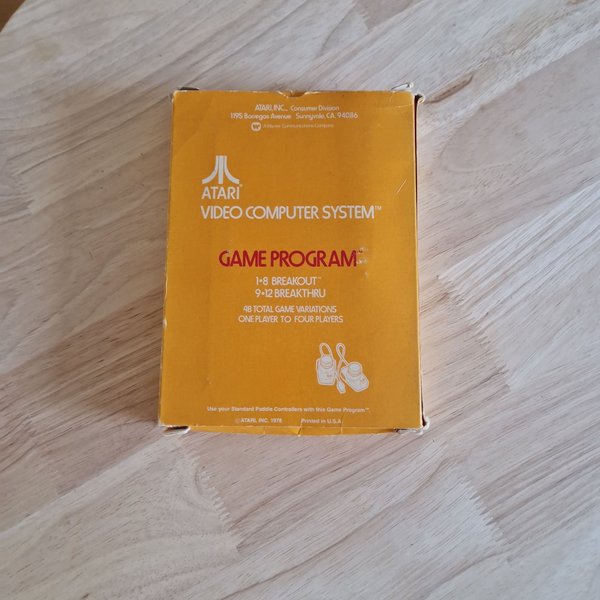 ATARI, INC., Consumer Division
1195 Borregas Avenue Sunnyvale, CA. 94086
A Warner Communications Company
ATARI®
VIDEO COMPUTER SYSTEM™
GAME PROGRAM™
1•8 BREAKOUT™
9•12 BREAKTHRU
48 TOTAL GAME VARIATIONS
ONE PLAYER TO FOUR PLAYERS
Use your Standard Paddle Controllers with this Game Program™.
© ATARI, INC. 1978 Printed in U.S.A.